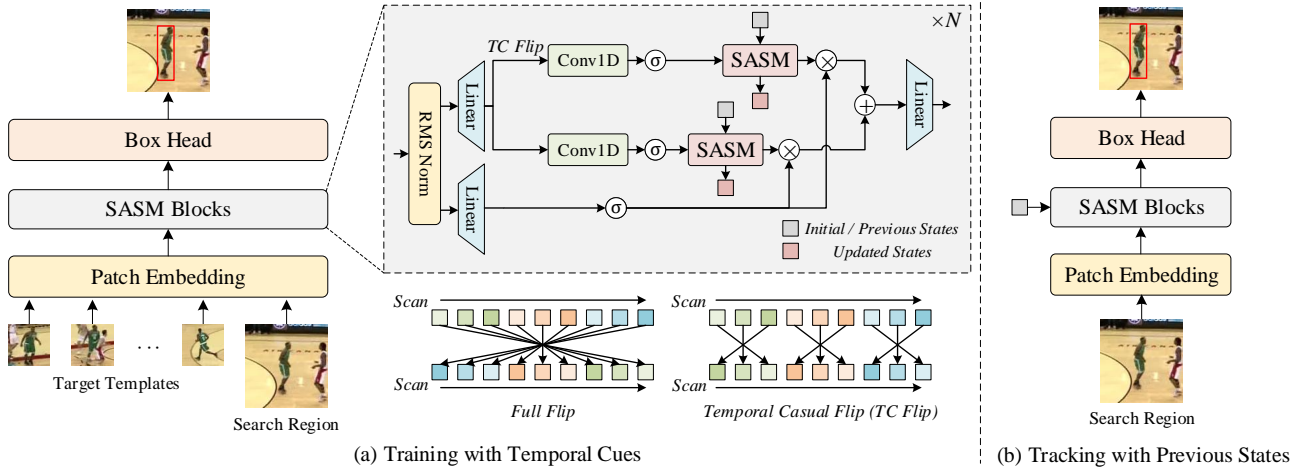 ×N
TC Flip
Conv1D
σ
SASM
×
Linear
RMS Norm
+
Linear
Conv1D
σ
SASM
×
Linear
σ
Initial / Previous States
Updated States
Box Head
SASM Blocks
Patch Embedding
. . .
Target Templates
Search Region
Scan
Scan
Full Flip
Scan
Scan
Temporal Casual Flip (TC Flip)
(a) Training with Temporal Cues
Box Head
SASM Blocks
Patch Embedding
Search Region
(b) Tracking with Previous States